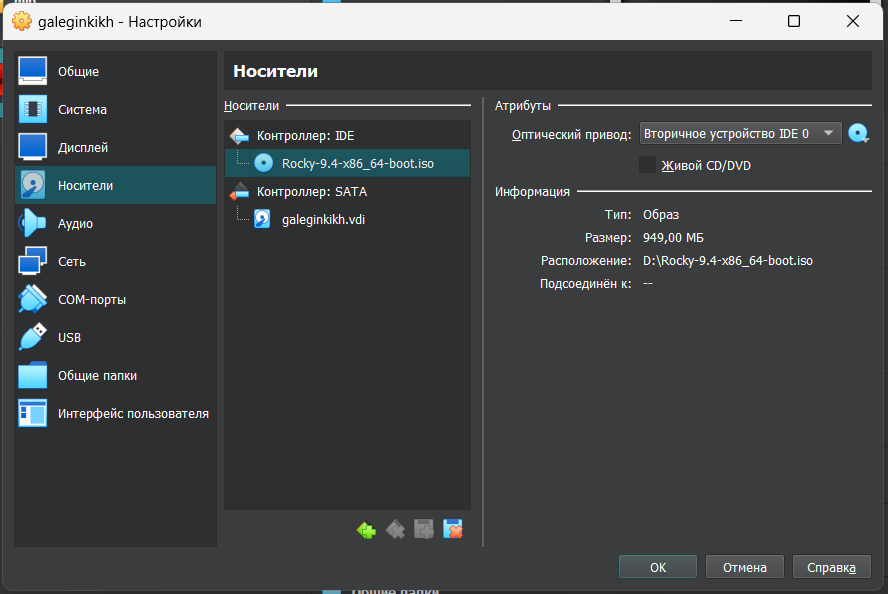 galeginkikh - Настройки
Общие
Система
Дисплей
Носители
Аудио
Сеть
COM-порты
USB
Общие папки
Интерфейс пользователя
Носители
Носители
Контроллер: IDE
Rocky-9.4-x86_64-boot.iso
Контроллер: SATA
galeginkikh.vdi
Атрибуты
Оптический привод: Вторичное устройство IDE 0
Живой CD/DVD
Информация
Тип: Образ
Размер: 949,00 МБ
Расположение: D:\Rocky-9.4-x86_64-boot.iso
Подсоединён к: --
OK Отмена Справка
Общие папки